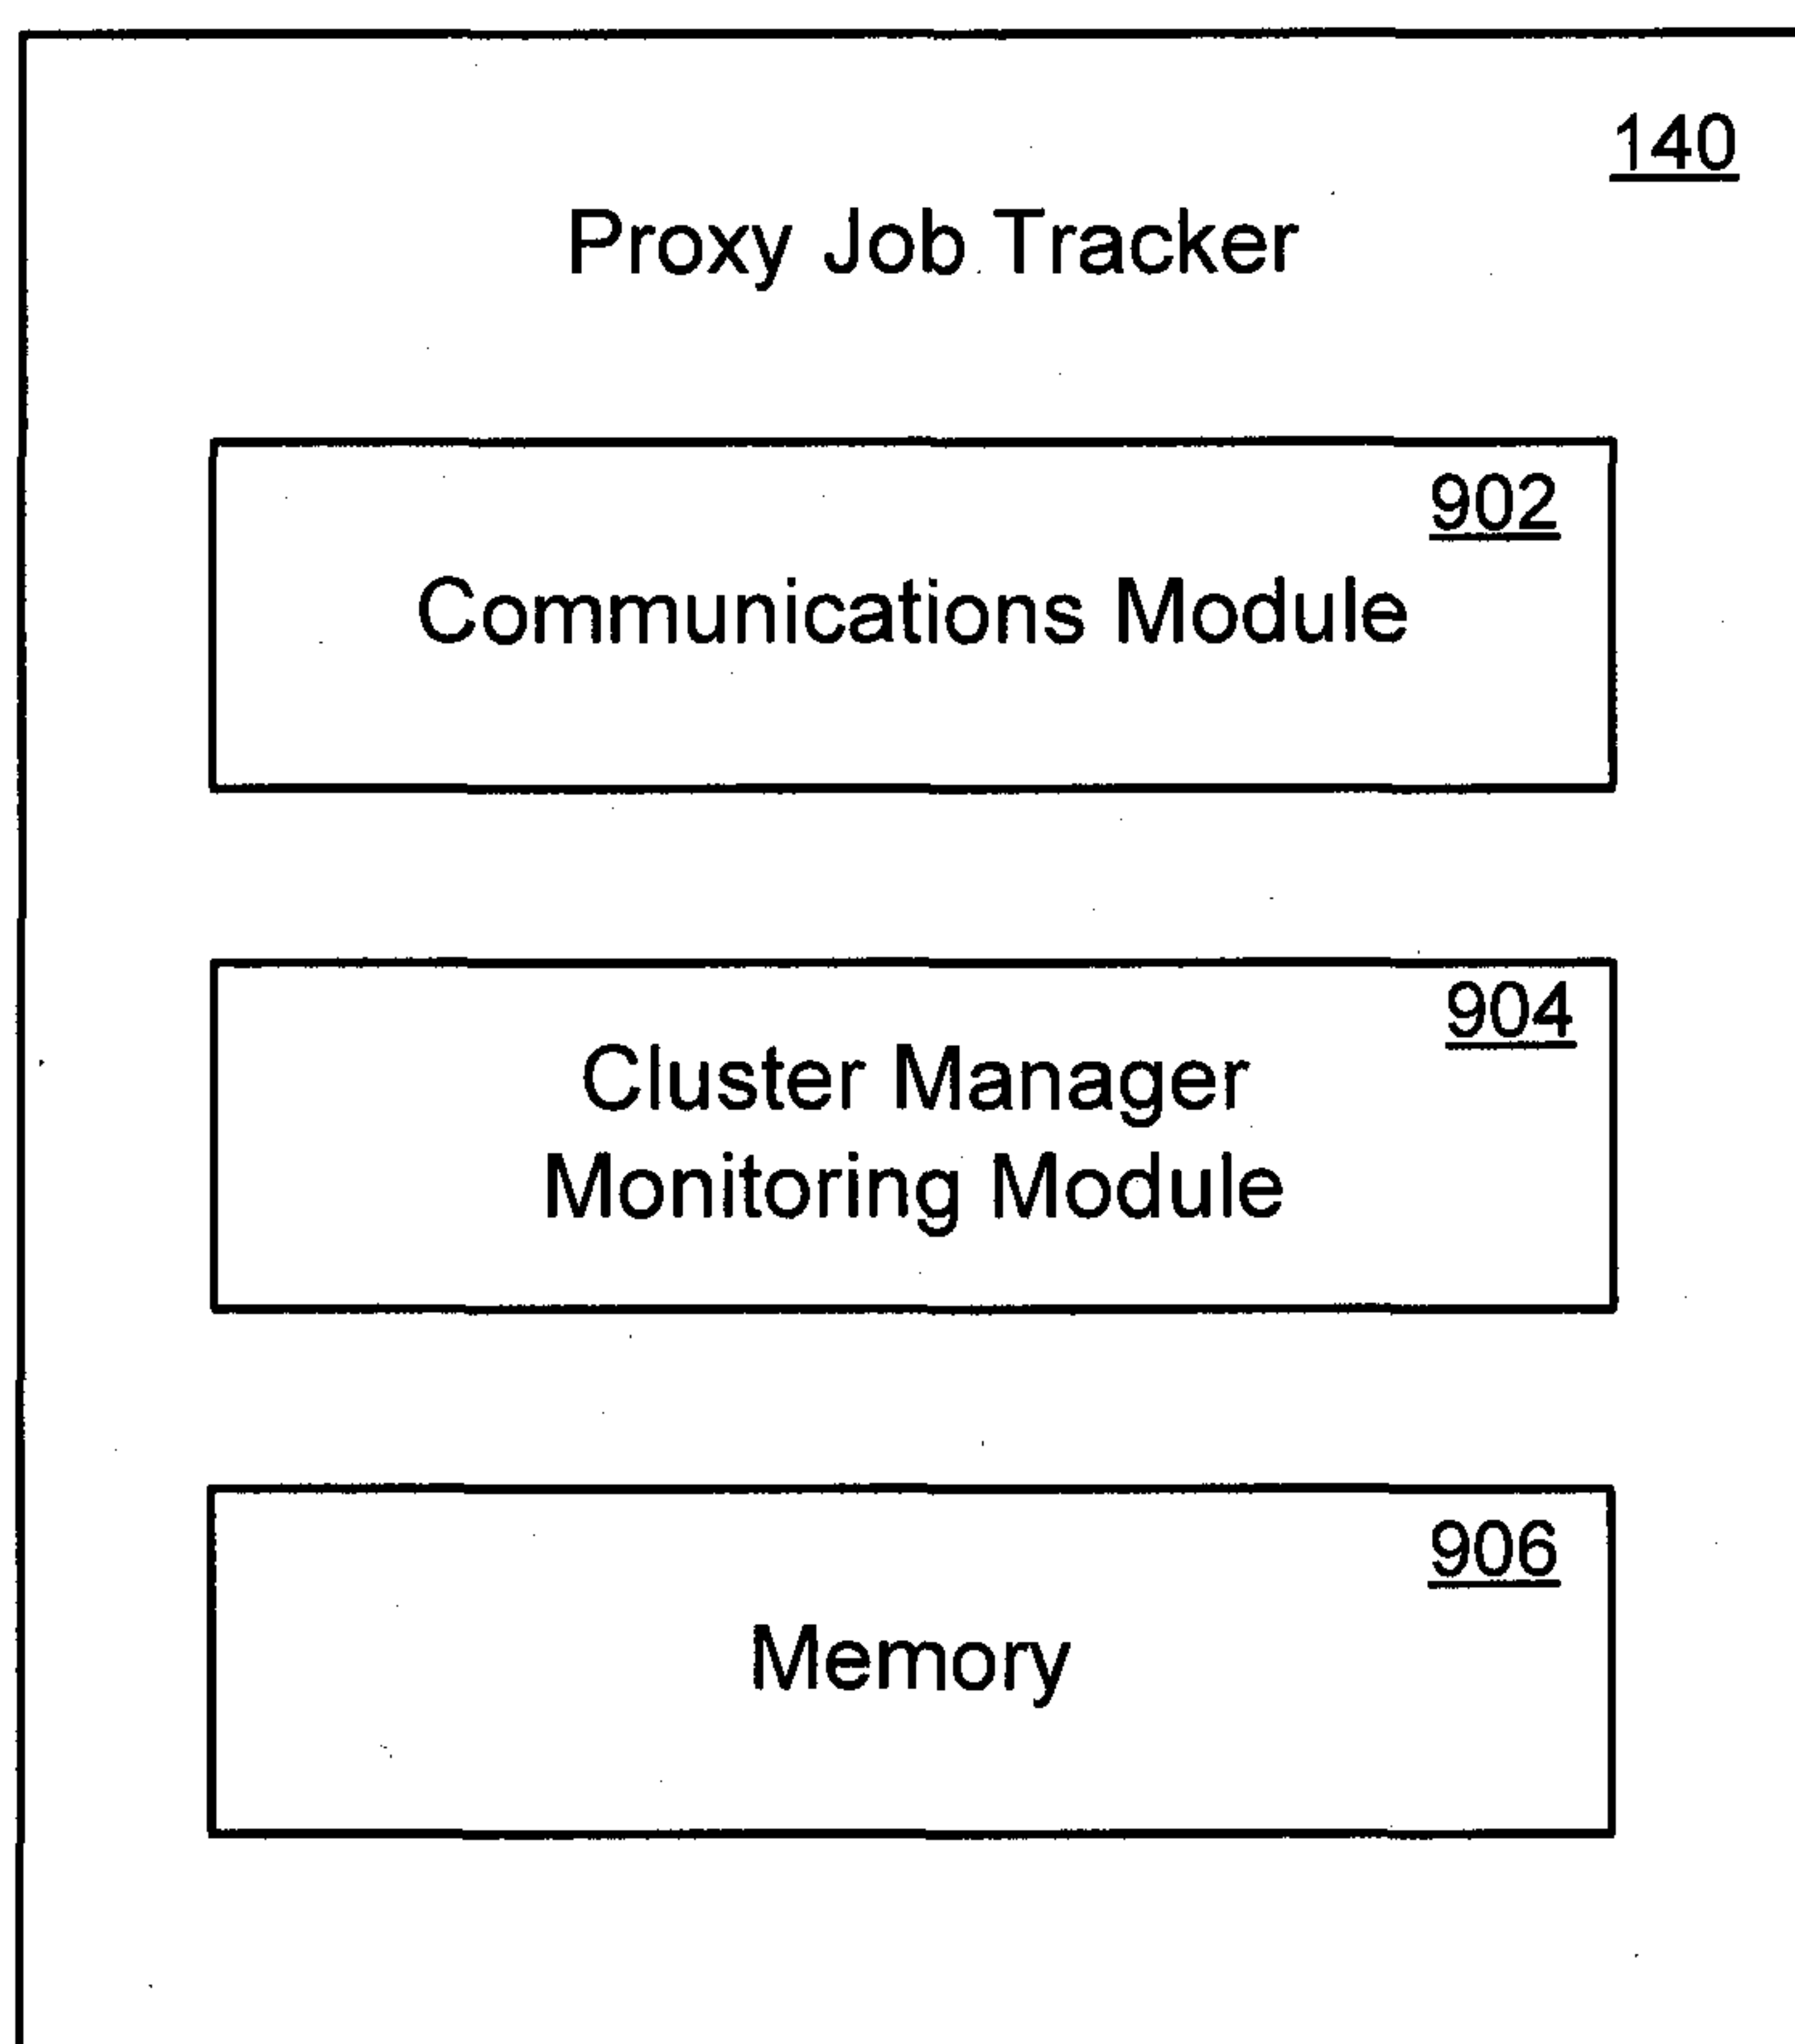 140
Proxy Job Tracker
902
Communications Module
904
Cluster Manager
Monitoring Module
906
Memory